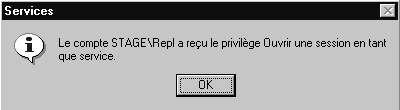 Services
Le compte STAGE\Repl a reçu le privilège Ouvrir une session en tant
que service.
OK